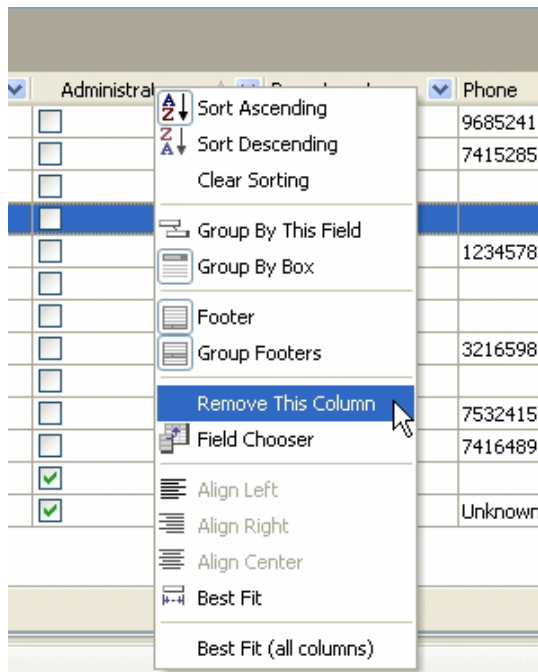 Administrat
Phone
Sort Ascending
9685241
Sort Descending
7415285
Clear Sorting
Group By This Field
1234578
Group By Box
Footer
Group Footers
3216598
Remove This Column
7532415
Field Chooser
7416489
Align Left
Unknown
Align Right
Align Center
Best Fit
Best Fit (all columns)